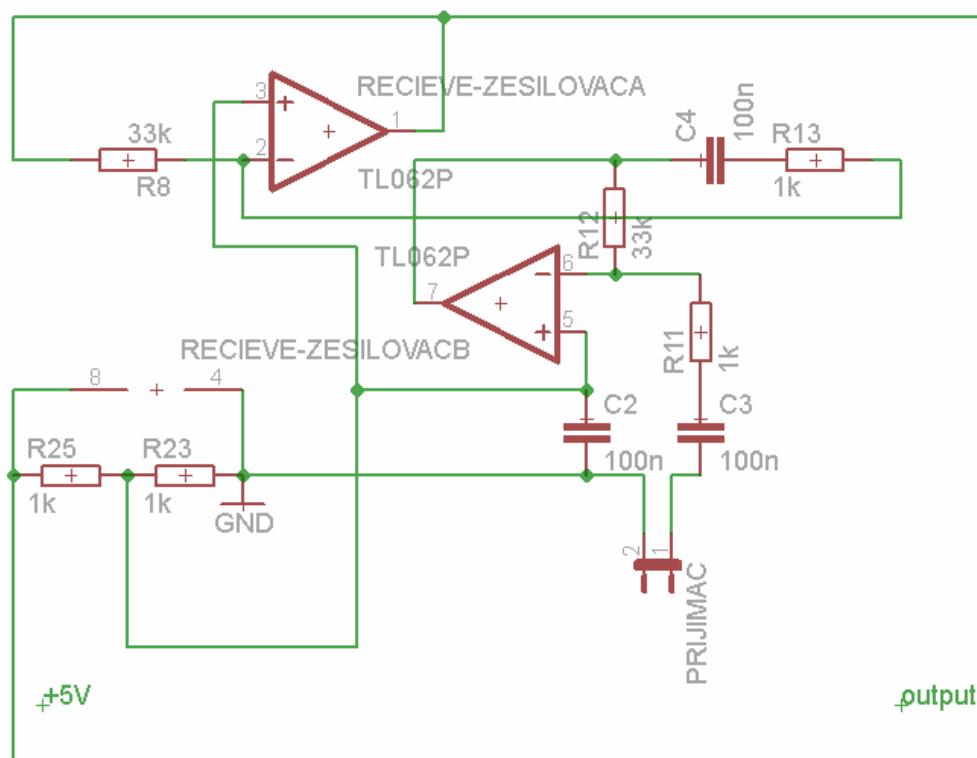 3
RECIEVE-ZESILOVACA
1
2
33k
R8
TL062P
C4
100n
R13
1k
R12
33k
TL062P
7
6
5
RECIEVE-ZESILOVACB
R11
1k
8
4
C2
100n
C3
100n
R25
1k
R23
1k
GND
2
1
PRIJIMAC
+5V
output